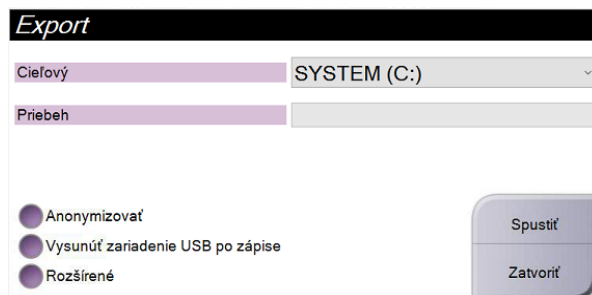 Export
Cieľový
SYSTEM (C:)
Priebeh
Anonymizovať
Vysunúť zariadenie USB po zápise
Rozšírené
Spustiť
Zatvoriť